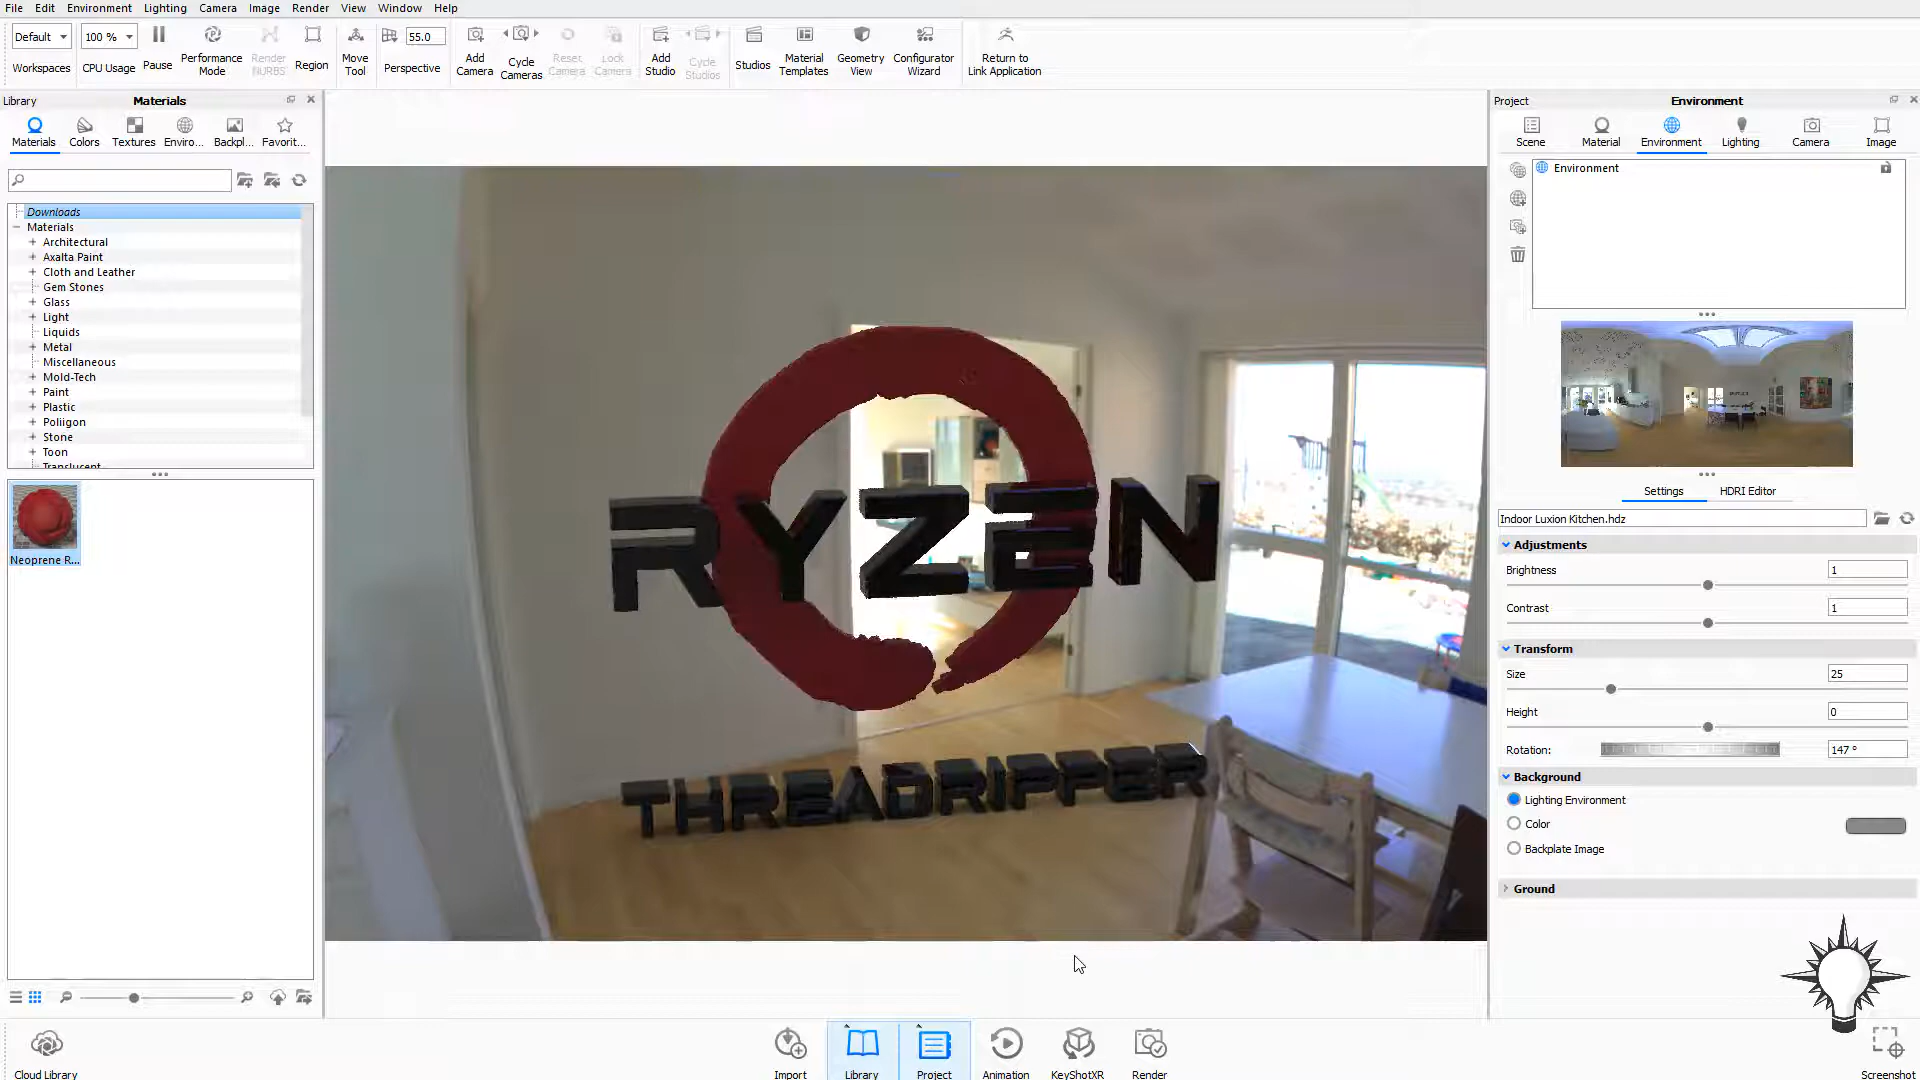 File Edit Environment Lighting Camera Image Render View Window Help
Default 100 % 55.0
Workspaces CPU Usage Pause Performance Mode Render NURBS Region Move Tool Perspective Add Camera Cycle Cameras Reset Camera Lock Camera Add Studio Cycle Studios Studios Material Templates Geometry View Configurator Wizard Return to Link Application
Library Materials
Materials Colors Textures Enviro... Backpl... Favorit...
Downloads
Materials
Architectural
Axalta Paint
Cloth and Leather
Gem Stones
Glass
Light
Liquids
Metal
Miscellaneous
Mold-Tech
Paint
Plastic
Poliigon
Stone
Toon
Translucent
Neoprene R...
RYZEN
THREADRIPPER
Project Environment
Scene Material Environment Lighting Camera Image
Environment
Settings HDRI Editor
Indoor Luxion Kitchen.hdz
Adjustments
Brightness 1
Contrast 1
Transform
Size 25
Height 0
Rotation: 147 °
Background
Lighting Environment
Color
Backplate Image
Ground
Cloud Library Import Library Project Animation KeyShotXR Render Screenshot